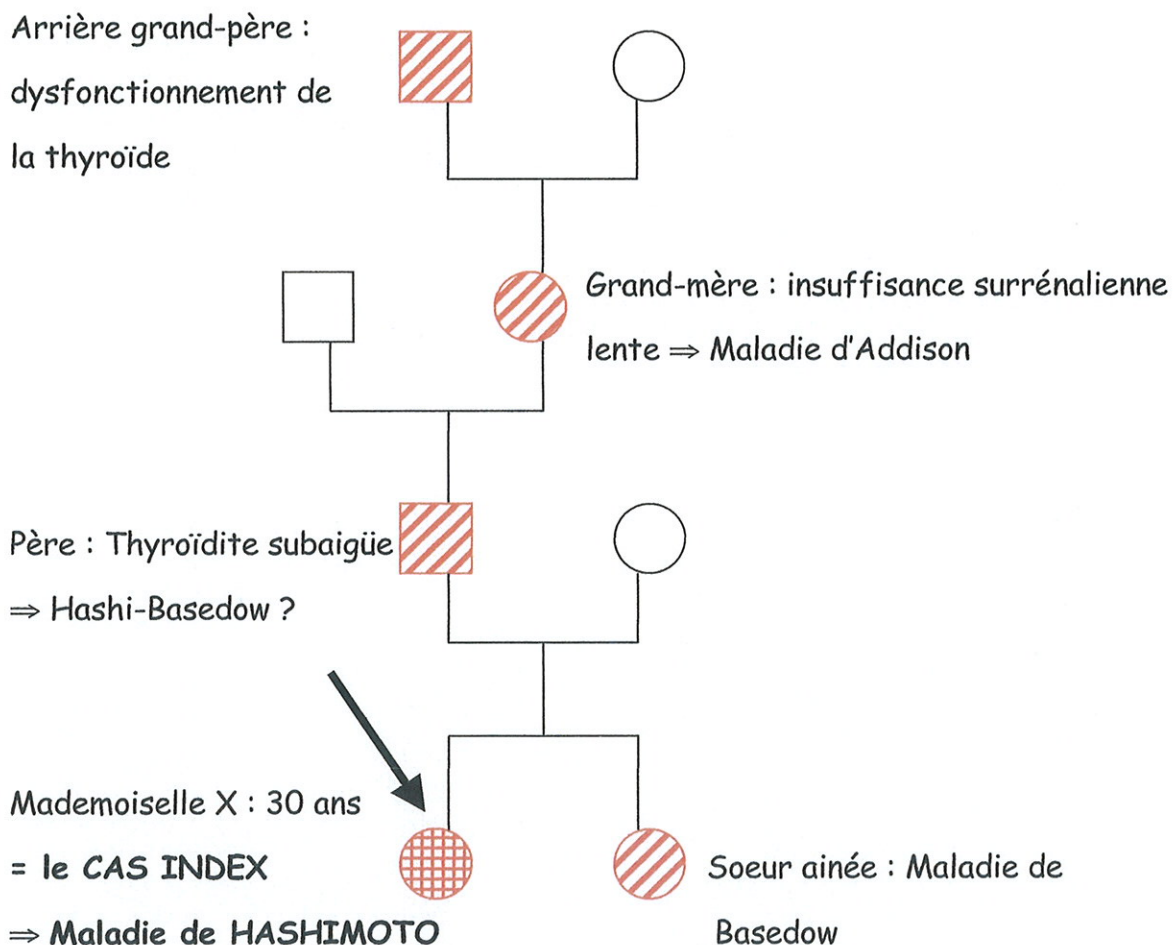 Arrière grand-père :
dysfonctionnement de
la thyroïde
Grand-mère : insuffisance surrénalienne
lente ⇒ Maladie d'Addison
Père : Thyroïdite subaigüe
⇒ Hashi-Basedow ?
Mademoiselle X : 30 ans
= le CAS INDEX
⇒ Maladie de HASHIMOTO
Soeur ainée : Maladie de
Basedow